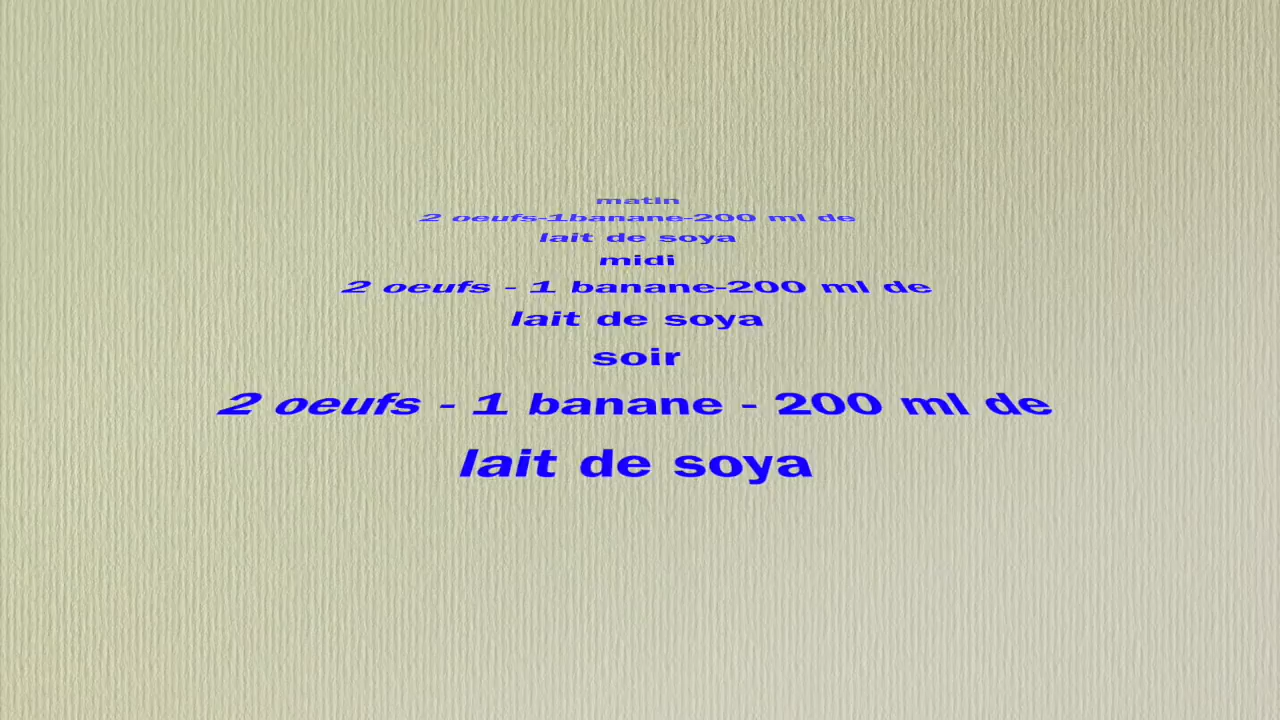 matin
2 oeufs-1banane-200 ml de
lait de soya
midi
2 oeufs - 1 banane-200 ml de
lait de soya
soir
2 oeufs - 1 banane - 200 ml de
lait de soya